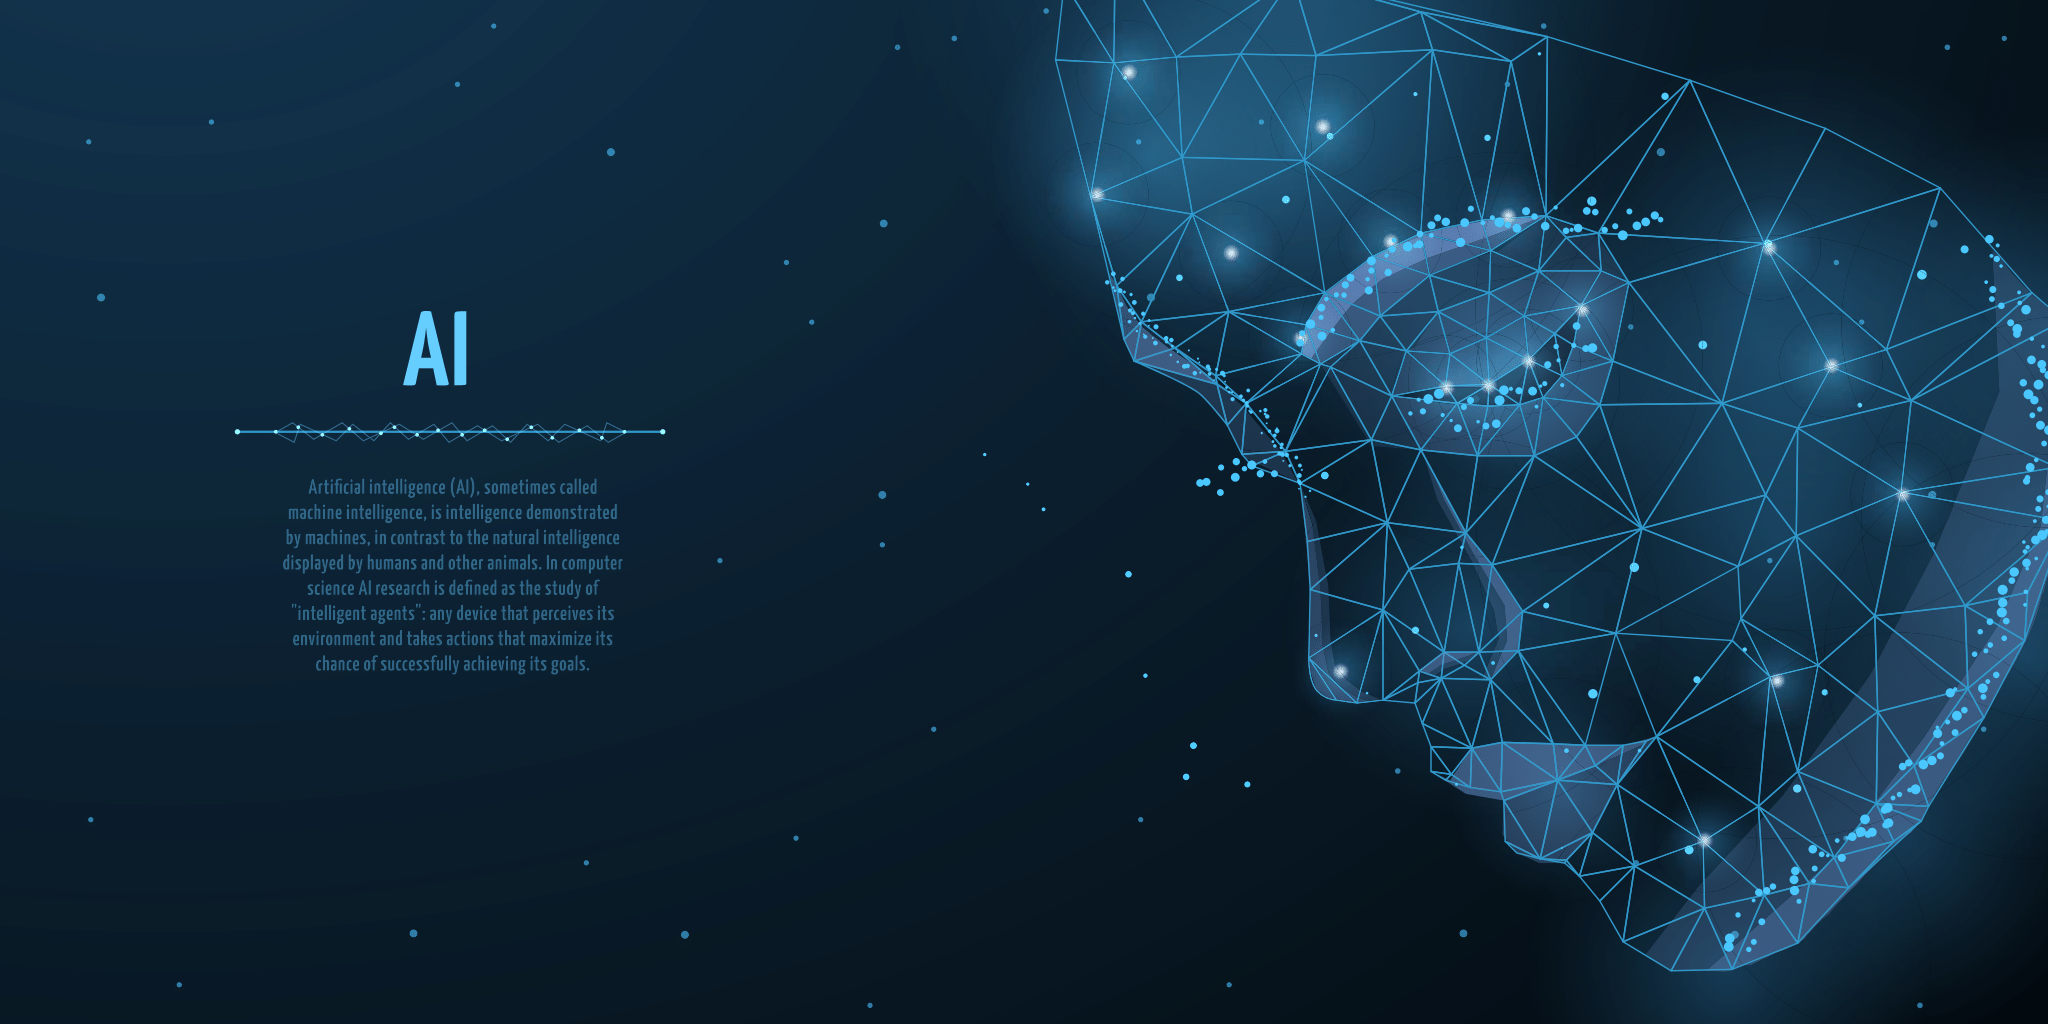 AI
Artificial intelligence (AI), sometimes called
machine intelligence, is intelligence demonstrated
by machines, in contrast to the natural intelligence
displayed by humans and other animals. In computer
science AI research is defined as the study of
"intelligent agents": any device that perceives its
environment and takes actions that maximize its
chance of successfully achieving its goals.